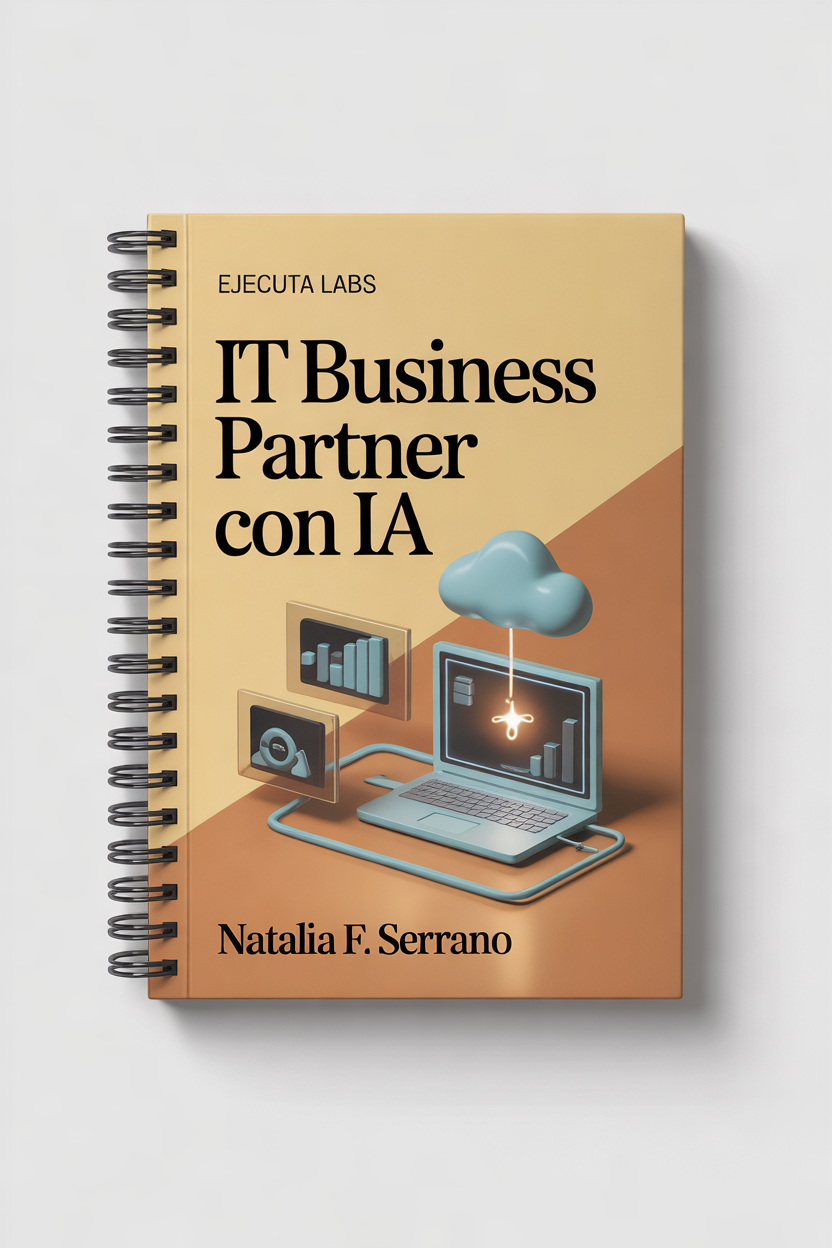 EJECUTA LABS
IT Business
Partner
con IA
Natalia F. Serrano